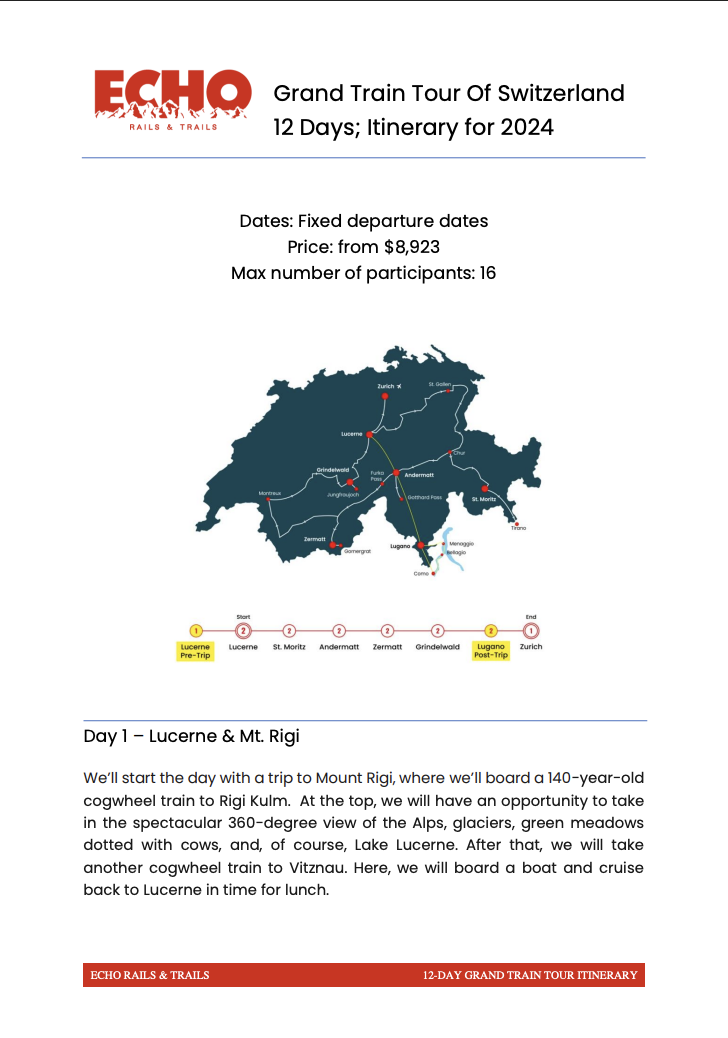 ECHO
RAILS & TRAILS
Grand Train Tour Of Switzerland
12 Days; Itinerary for 2024
Dates: Fixed departure dates
Price: from $8,923
Max number of participants: 16
Zurich
St. Gallen
Lucerne
Chur
Grindelwald
Furka
Pass
Andermatt
Jungfraujoch
Montreux
Gotthard Pass
St. Moritz
Tirano
Zermatt
Gornergrat
Lugano
Menaggio
Bellagio
Como
Start
End
1 2 2 2 2 2 2 1
Lucerne
Pre-Trip
Lucerne
St. Moritz
Andermatt
Zermatt
Grindelwald
Lugano
Post-Trip
Zurich
Day 1 – Lucerne & Mt. Rigi
We’ll start the day with a trip to Mount Rigi, where we’ll board a 140-year-old
cogwheel train to Rigi Kulm. At the top, we will have an opportunity to take
in the spectacular 360-degree view of the Alps, glaciers, green meadows
dotted with cows, and, of course, Lake Lucerne. After that, we will take
another cogwheel train to Vitznau. Here, we will board a boat and cruise
back to Lucerne in time for lunch.
ECHO RAILS & TRAILS
12-DAY GRAND TRAIN TOUR ITINERARY